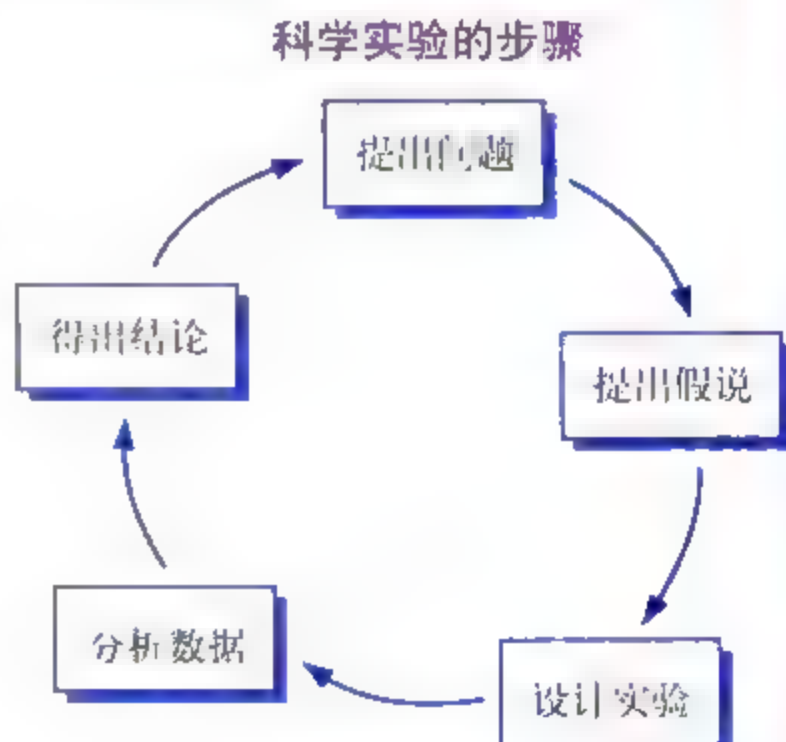 科学实验的步骤
提出问题
提出假说
设计实验
分析数据
得出结论